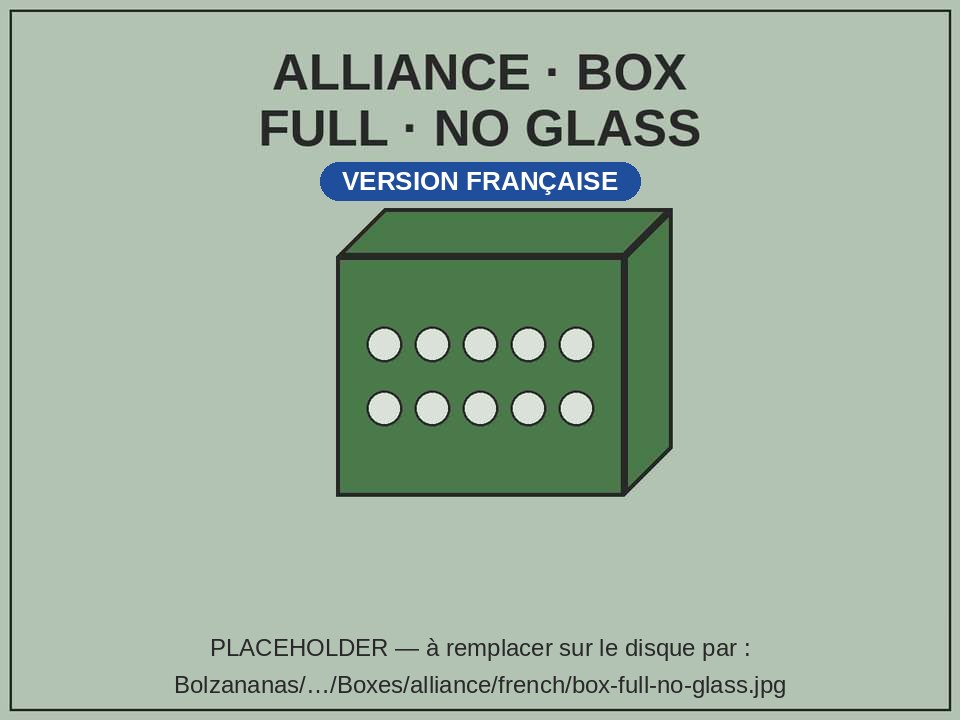 ALLIANCE · BOX
FULL · NO GLASS
VERSION FRANÇAISE
PLACEHOLDER — à remplacer sur le disque par :
Bolzananas/…/Boxes/alliance/french/box-full-no-glass.jpg